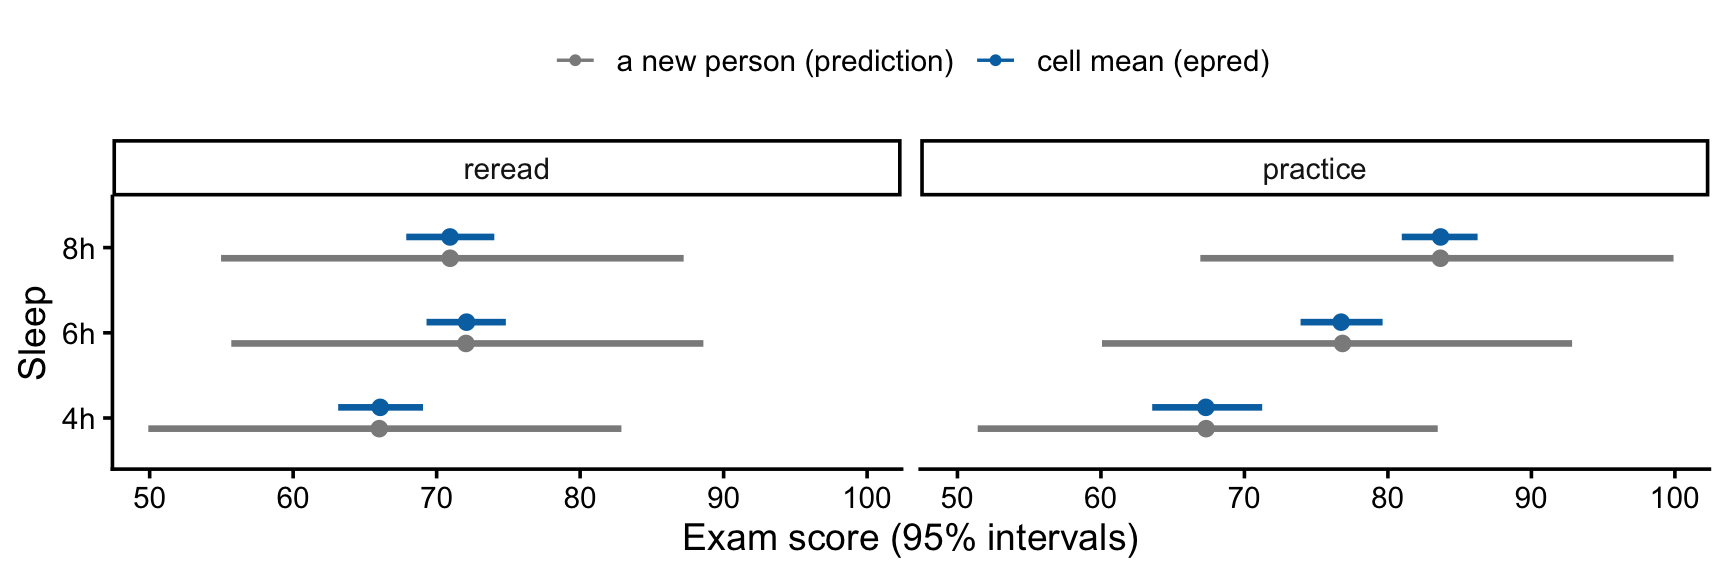 a new person (prediction) cell mean (epred)
reread practice
8h
6h
4h
Sleep
50 60 70 80 90 100 50 60 70 80 90 100
Exam score (95% intervals)